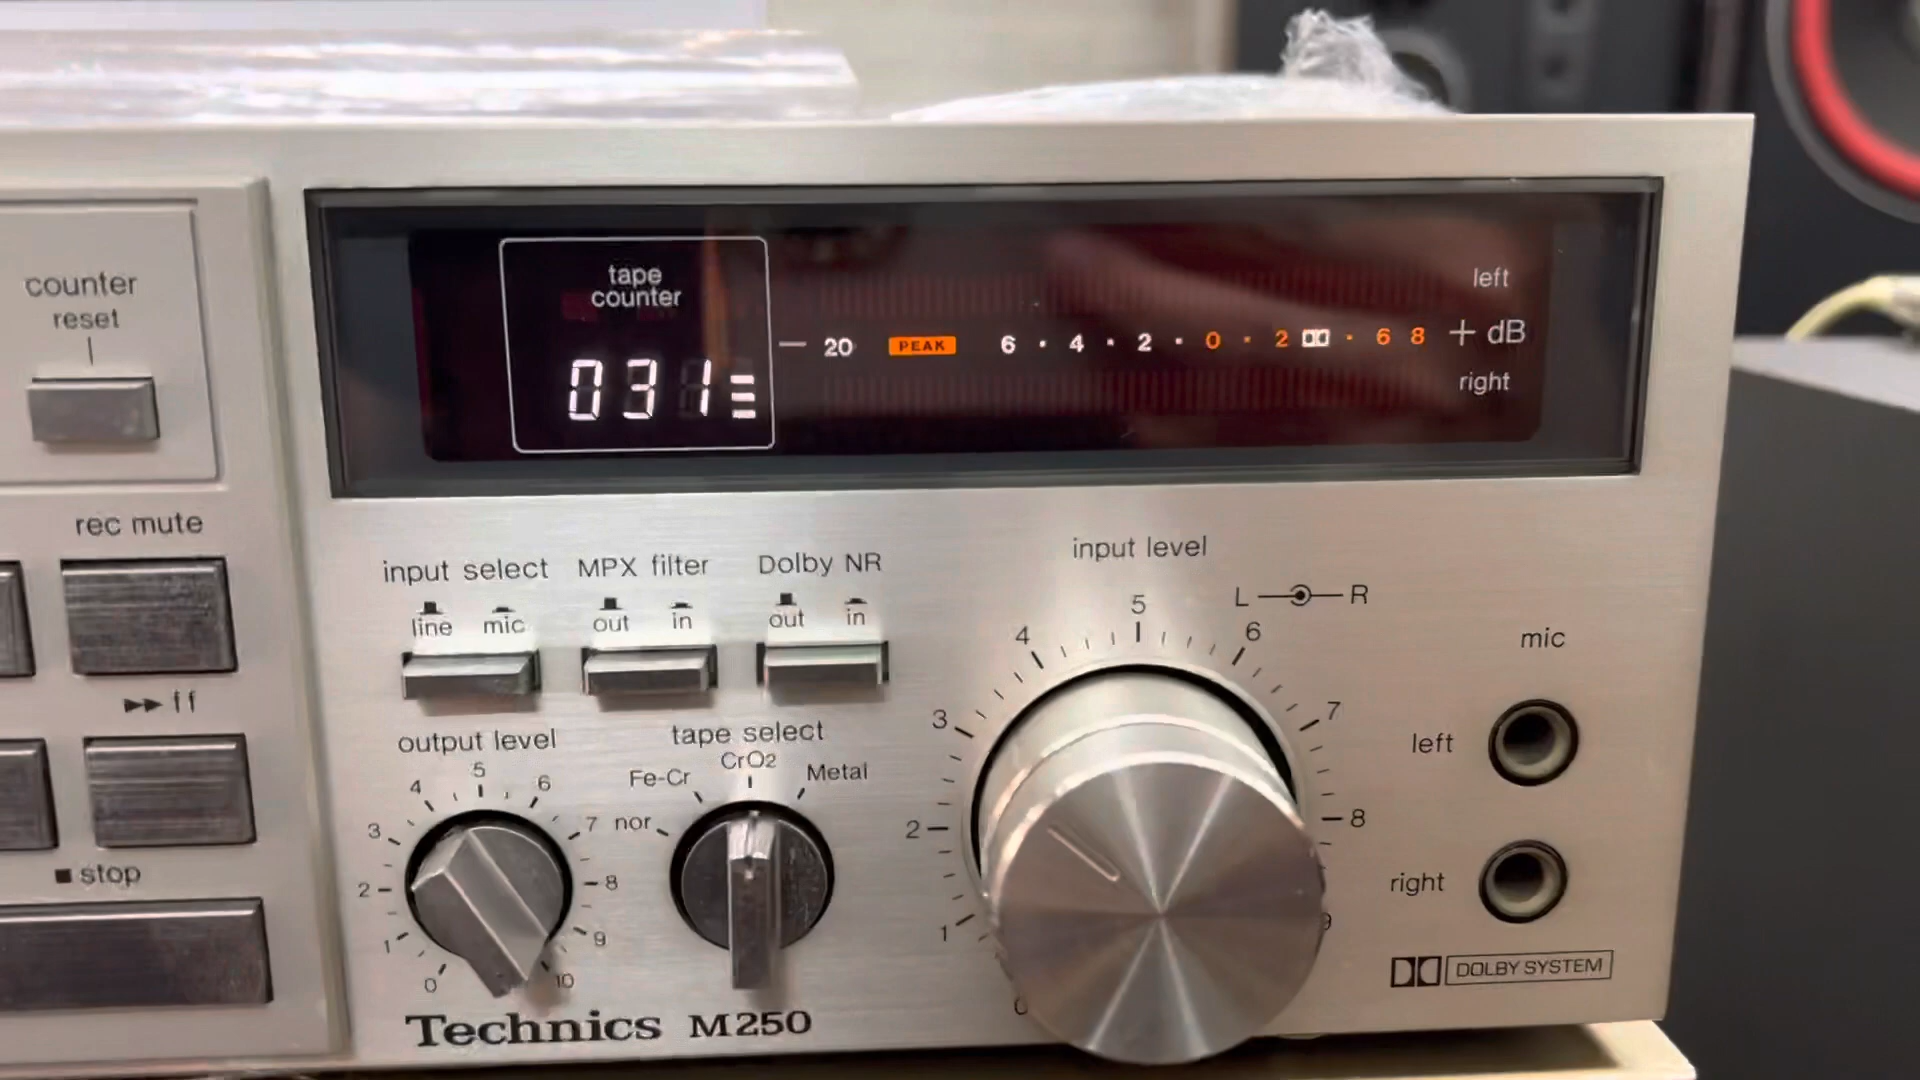 counter
reset
rec mute
▶▶ ff
■ stop
tape
counter
031
left
— 20 PEAK 6 · 4 · 2 · 0 · 2 · 6 8 + dB
right
input select
line mic
MPX filter
out in
Dolby NR
out in
output level
0 1 2 3 4 5 6 7 8 9 10
tape select
nor Fe-Cr CrO2 Metal
input level
L R
0 1 2 3 4 5 6 7 8 9
mic
left
right
DOLBY SYSTEM
Technics M250